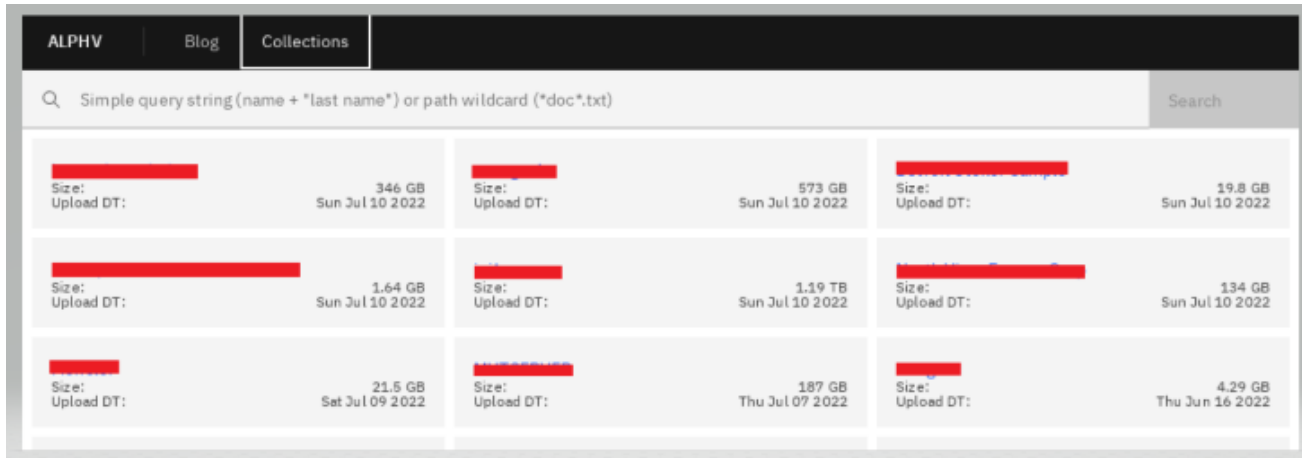 ALPHV Blog Collections
Simple query string (name + "last name") or path wildcard (*doc*.txt) Search
Size: 346 GB
Upload DT: Sun Jul 10 2022
Size: 573 GB
Upload DT: Sun Jul 10 2022
Size: 19.8 GB
Upload DT: Sun Jul 10 2022
Size: 1.64 GB
Upload DT: Sun Jul 10 2022
Size: 1.19 TB
Upload DT: Sun Jul 10 2022
Size: 134 GB
Upload DT: Sun Jul 10 2022
Size: 21.5 GB
Upload DT: Sat Jul 09 2022
Size: 187 GB
Upload DT: Thu Jul 07 2022
Size: 4.29 GB
Upload DT: Thu Jun 16 2022